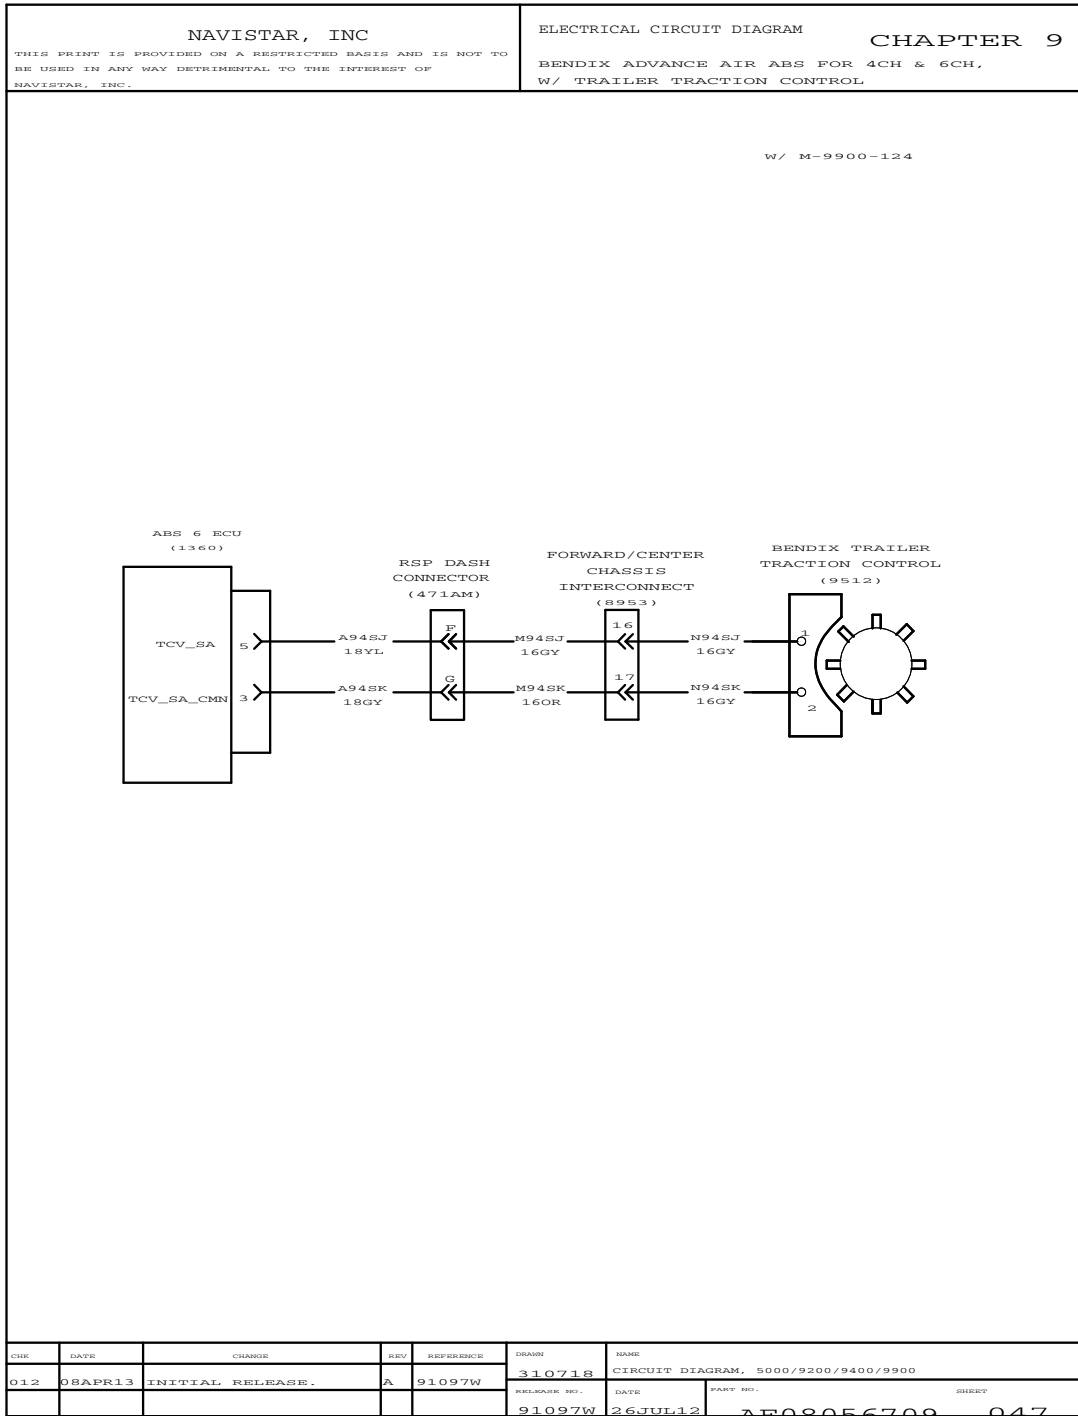 NAVISTAR, INC
THIS PRINT IS PROVIDED ON A RESTRICTED BASIS AND IS NOT TO
BE USED IN ANY WAY DETRIMENTAL TO THE INTEREST OF
NAVISTAR, INC.
ELECTRICAL CIRCUIT DIAGRAM
CHAPTER 9
BENDIX ADVANCE AIR ABS FOR 4CH & 6CH,
W/ TRAILER TRACTION CONTROL
W/ M-9900-124
ABS 6 ECU
(1360)
RSP DASH
CONNECTOR
(471AM)
FORWARD/CENTER
CHASSIS
INTERCONNECT
(8953)
BENDIX TRAILER
TRACTION CONTROL
(9512)
TCV_SA 5 A94SJ F M94SJ 16 N94SJ 1
18YL 16GY 16GY
TCV_SA_CMN 3 A94SK G M94SK 17 N94SK 2
18GY 16OR 16GY
CHK DATE CHANGE REV REFERENCE
012 08APR13 INITIAL RELEASE. A 91097W
DRAWN
310718
NAME
CIRCUIT DIAGRAM, 5000/9200/9400/9900
RELEASE NO.
91097W
DATE
26JUL12
PART NO.
AE08056709
SHEET
047